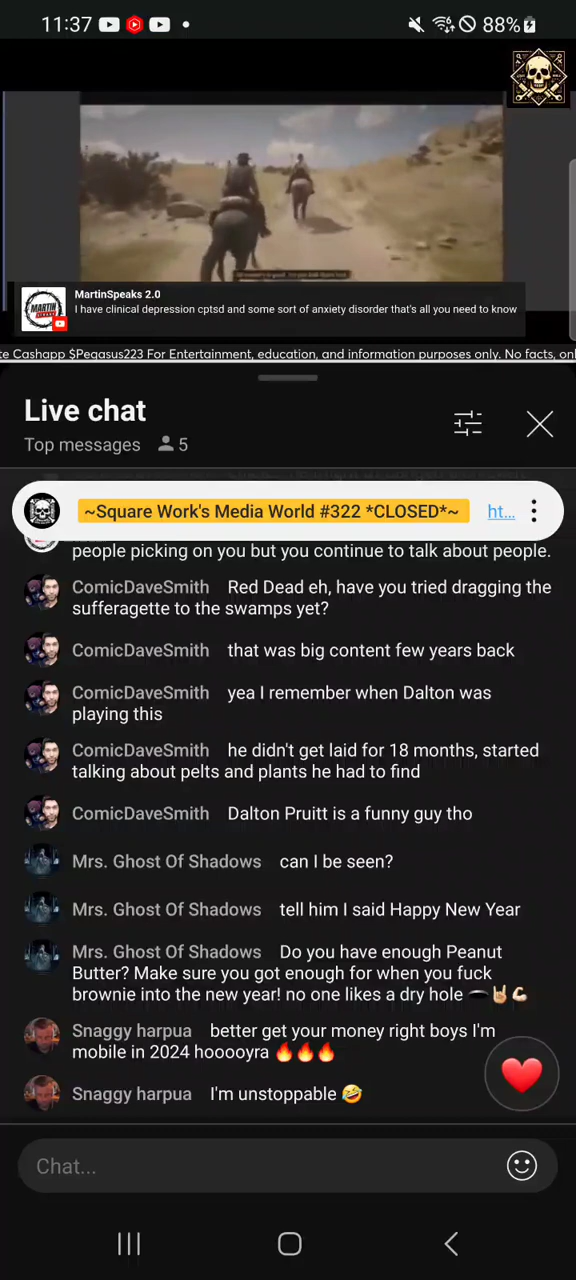 11:37
88%
MARTIN
MartinSpeaks 2.0
I have clinical depression cptsd and some sort of anxiety disorder that's all you need to know
te Cashapp $Pegasus223 For Entertainment, education, and information purposes only. No facts, onl
Live chat
Top messages 5
~Square Work's Media World #322 *CLOSED*~ ht...
people picking on you but you continue to talk about people.
ComicDaveSmith Red Dead eh, have you tried dragging the
sufferagette to the swamps yet?
ComicDaveSmith that was big content few years back
ComicDaveSmith yea I remember when Dalton was
playing this
ComicDaveSmith he didn't get laid for 18 months, started
talking about pelts and plants he had to find
ComicDaveSmith Dalton Pruitt is a funny guy tho
Mrs. Ghost Of Shadows can I be seen?
Mrs. Ghost Of Shadows tell him I said Happy New Year
Mrs. Ghost Of Shadows Do you have enough Peanut
Butter? Make sure you got enough for when you fuck
brownie into the new year! no one likes a dry hole 🕳️🤘🏼💪🏼
Snaggy harpua better get your money right boys I'm
mobile in 2024 hooooyra 🔥🔥🔥
Snaggy harpua I'm unstoppable 🤣
Chat...